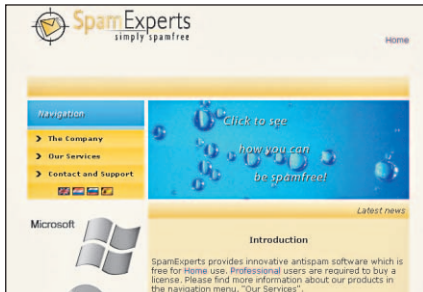 SpamExperts
simply spamfree
Home
Navigation
The Company
Our Services
Contact and Support
Click to see
how you can
be spamfree!
Latest news
Microsoft
Introduction
SpamExperts provides innovative antispam software which is
free for Home use. Professional users are required to buy a
license. Please find more information about our products in
the navigation menu, "Our Services".